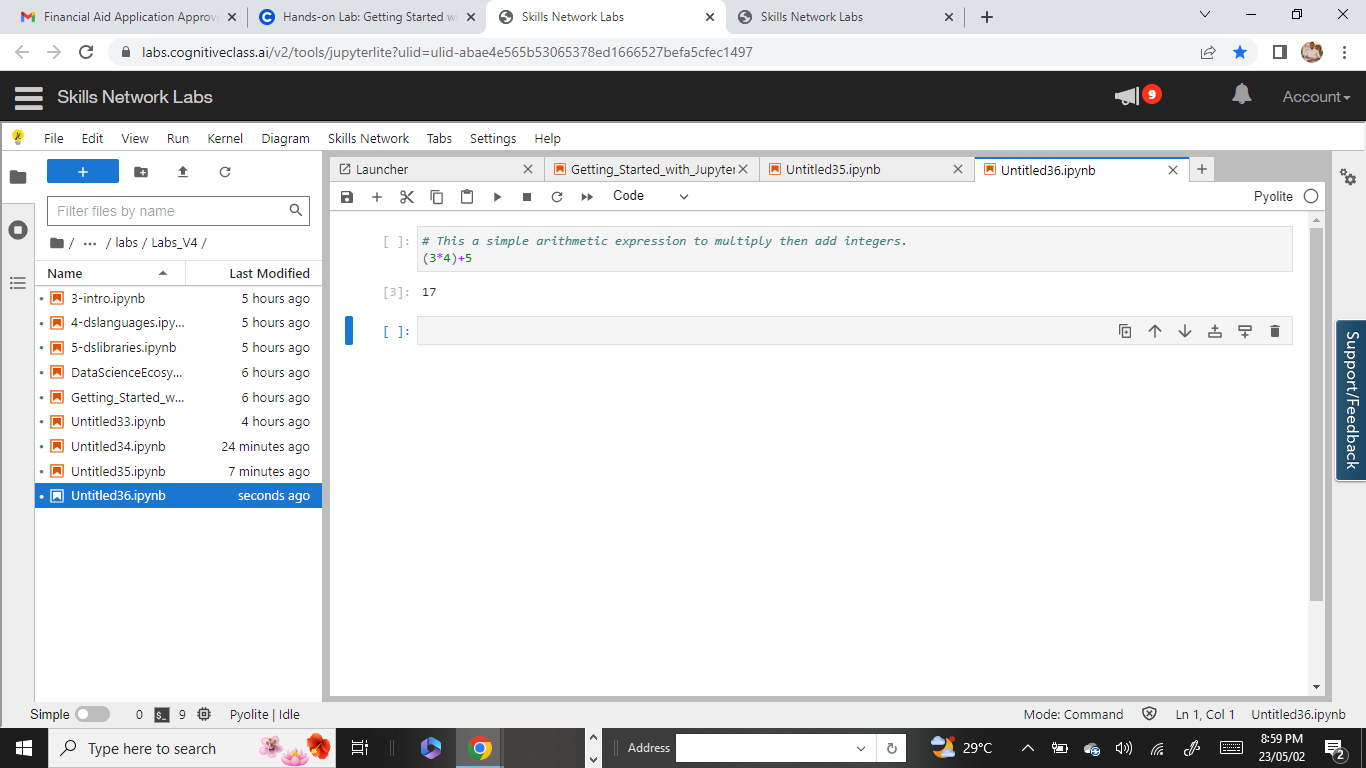 Financial Aid Application Approv
Hands-on Lab: Getting Started w
Skills Network Labs
Skills Network Labs
labs.cognitiveclass.ai/v2/tools/jupyterlite?ulid=ulid-abae4e565b53065378ed1666527befa5cfec1497
Skills Network Labs
9
Account
File Edit View Run Kernel Diagram Skills Network Tabs Settings Help
Launcher
Getting_Started_with_Jupyter
Untitled35.ipynb
Untitled36.ipynb
Code
Pyolite
Filter files by name
/ ... / labs / Labs_V4 /
Name Last Modified
3-intro.ipynb 5 hours ago
4-dslanguages.ipy... 5 hours ago
5-dslibraries.ipynb 5 hours ago
DataScienceEcosy... 6 hours ago
Getting_Started_w... 6 hours ago
Untitled33.ipynb 4 hours ago
Untitled34.ipynb 24 minutes ago
Untitled35.ipynb 7 minutes ago
Untitled36.ipynb seconds ago
[ ]: # This a simple arithmetic expression to multiply then add integers.
(3*4)+5
[3]: 17
[ ]:
Support/Feedback
Simple 0 $_ 9 Pyolite | Idle
Mode: Command Ln 1, Col 1 Untitled36.ipynb
Type here to search
Address
29°C
8:59 PM
23/05/02
2